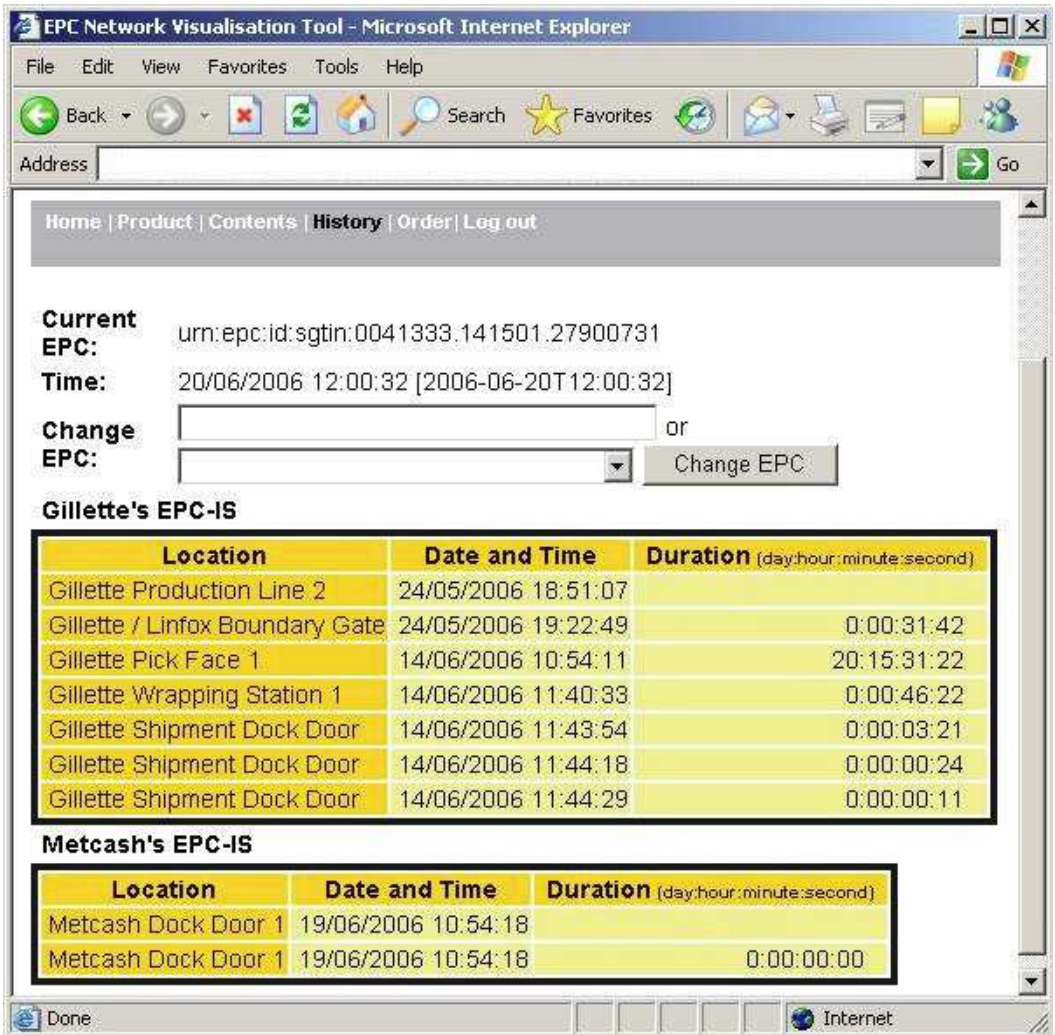 EPC Network Visualisation Tool - Microsoft Internet Explorer
File Edit View Favorites Tools Help
Back Search Favorites
Address Go
Home | Product | Contents | History | Order| Log out
Current EPC: urn:epc:id:sgtin:0041333.141501.27900731
Time: 20/06/2006 12:00:32 [2006-06-20T12:00:32]
Change EPC: or
Change EPC
Gillette's EPC-IS
Location Date and Time Duration (day:hour:minute:second)
Gillette Production Line 2 24/05/2006 18:51:07
Gillette / Linfox Boundary Gate 24/05/2006 19:22:49 0:00:31:42
Gillette Pick Face 1 14/06/2006 10:54:11 20:15:31:22
Gillette Wrapping Station 1 14/06/2006 11:40:33 0:00:46:22
Gillette Shipment Dock Door 14/06/2006 11:43:54 0:00:03:21
Gillette Shipment Dock Door 14/06/2006 11:44:18 0:00:00:24
Gillette Shipment Dock Door 14/06/2006 11:44:29 0:00:00:11
Metcash's EPC-IS
Location Date and Time Duration (day:hour:minute:second)
Metcash Dock Door 1 19/06/2006 10:54:18
Metcash Dock Door 1 19/06/2006 10:54:18 0:00:00:00
Done Internet